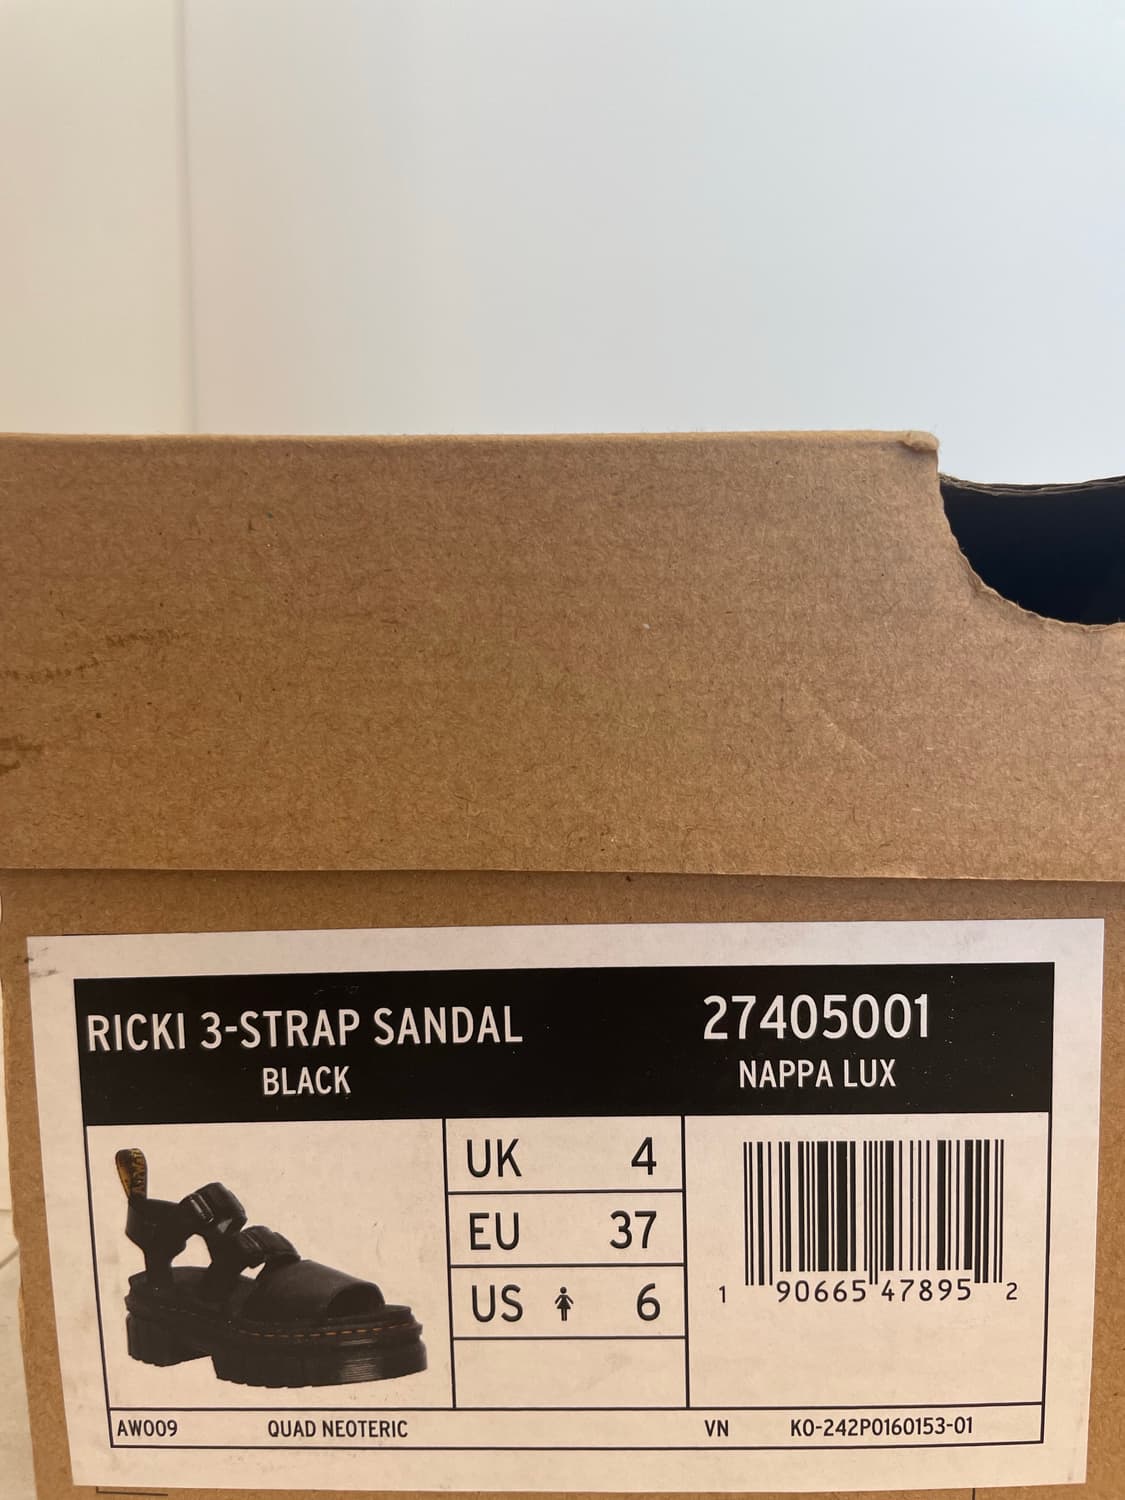 RICKI 3-STRAP SANDAL
BLACK
27405001
NAPPA LUX
UK 4
EU 37
US 6
1 90665 47895 2
AW009 QUAD NEOTERIC VN K0-242P0160153-01